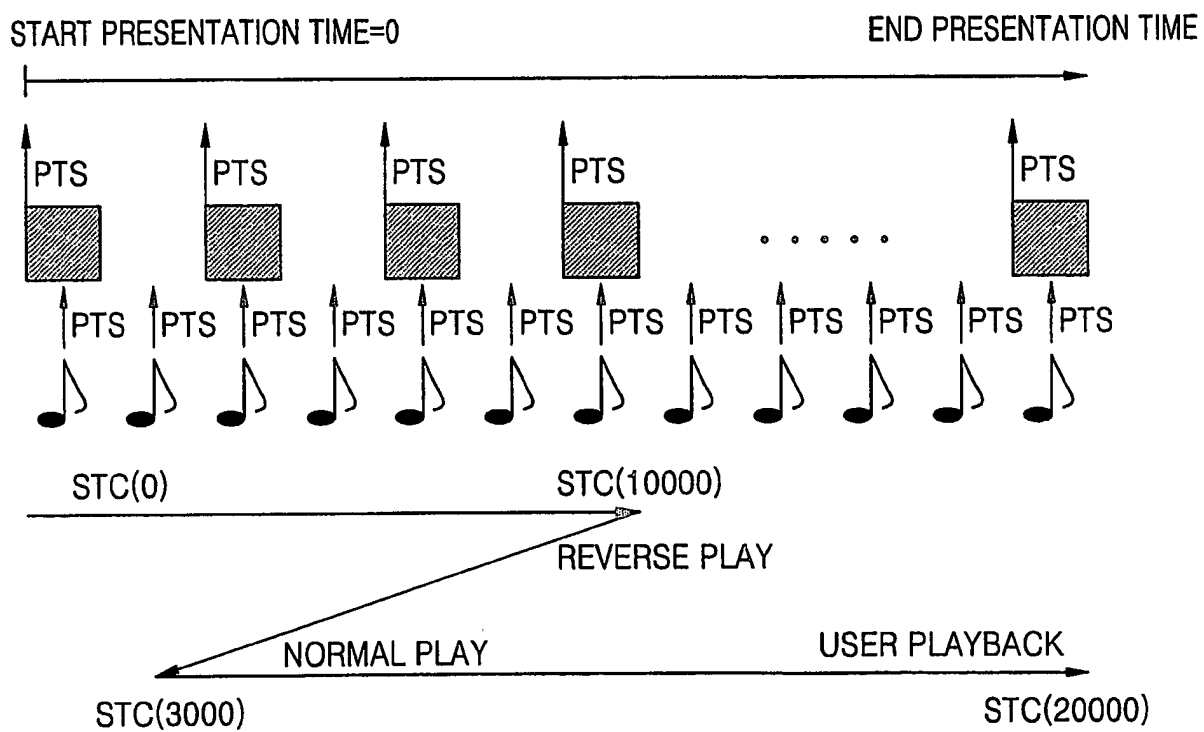 START PRESENTATION TIME=0 END PRESENTATION TIME
PTS PTS PTS PTS PTS
PTS PTS PTS PTS PTS PTS PTS PTS PTS PTS PTS PTS
STC(0) STC(10000)
REVERSE PLAY
NORMAL PLAY USER PLAYBACK
STC(3000) STC(20000)